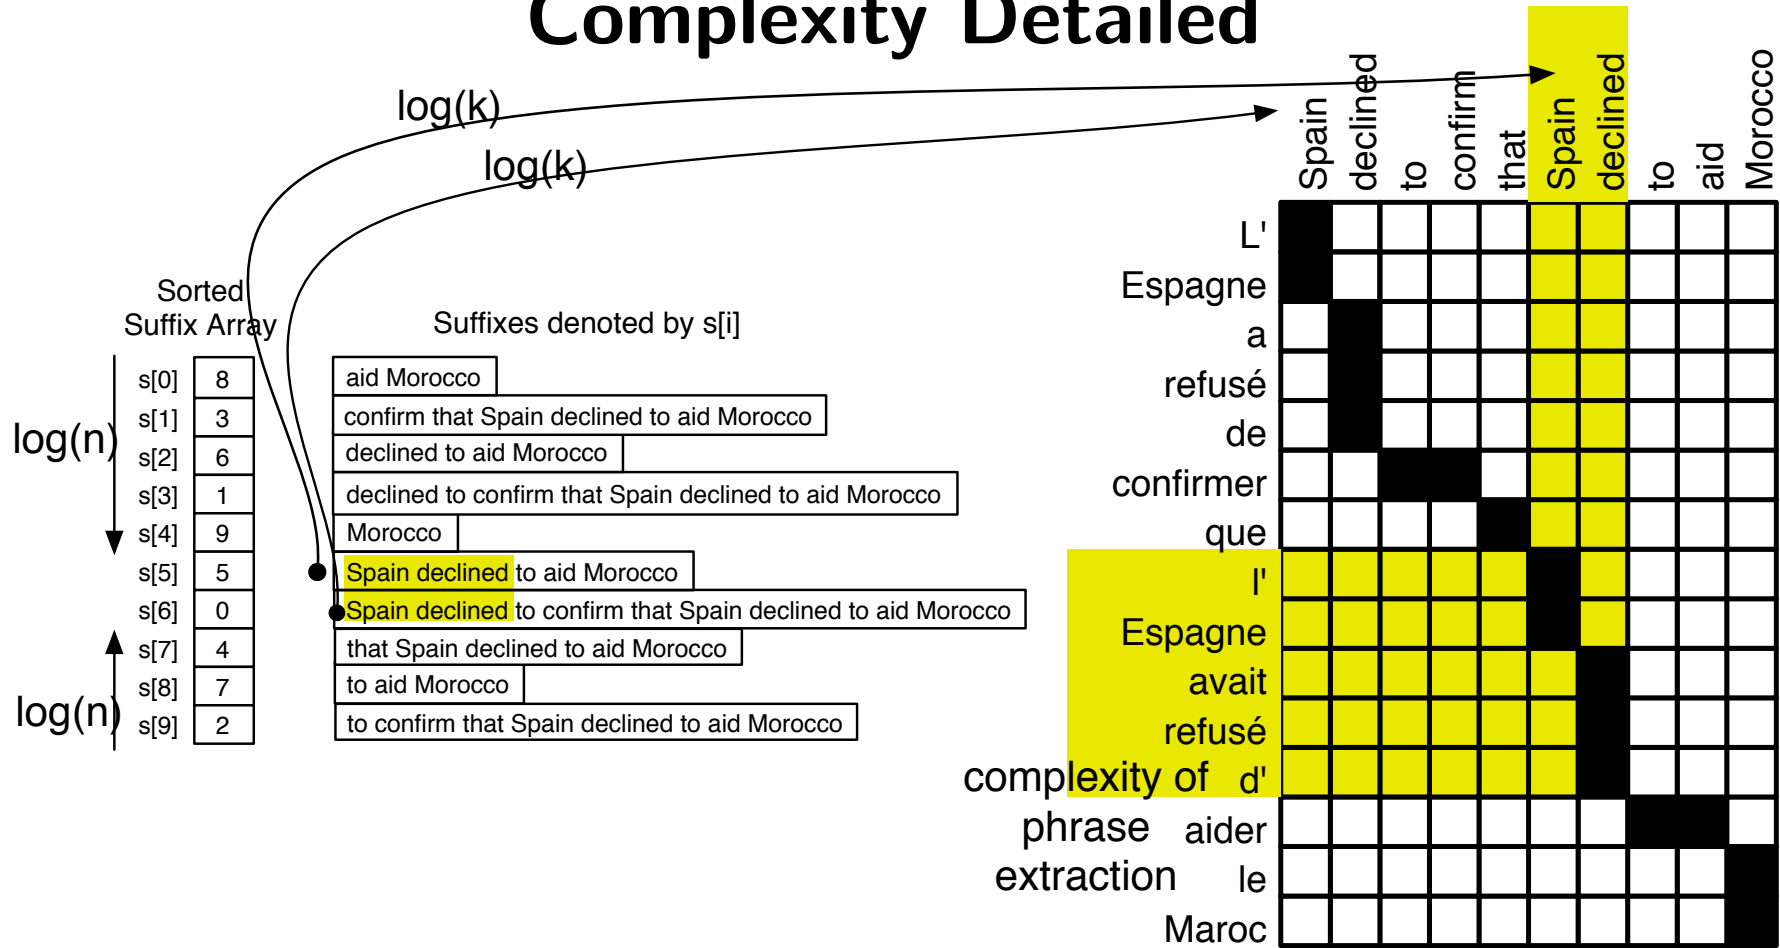 Complexity Detailed
log(k)
log(k)
Spain
declined
to
confirm
that
Spain
declined
to
aid
Morocco
Sorted
Suffix Array
Suffixes denoted by s[i]
log(n)
log(n)
s[0] 8 aid Morocco
s[1] 3 confirm that Spain declined to aid Morocco
s[2] 6 declined to aid Morocco
s[3] 1 declined to confirm that Spain declined to aid Morocco
s[4] 9 Morocco
s[5] 5 Spain declined to aid Morocco
s[6] 0 Spain declined to confirm that Spain declined to aid Morocco
s[7] 4 that Spain declined to aid Morocco
s[8] 7 to aid Morocco
s[9] 2 to confirm that Spain declined to aid Morocco
L'
Espagne
a
refusé
de
confirmer
que
l'
Espagne
avait
refusé
d'
aider
le
Maroc
complexity of
phrase
extraction